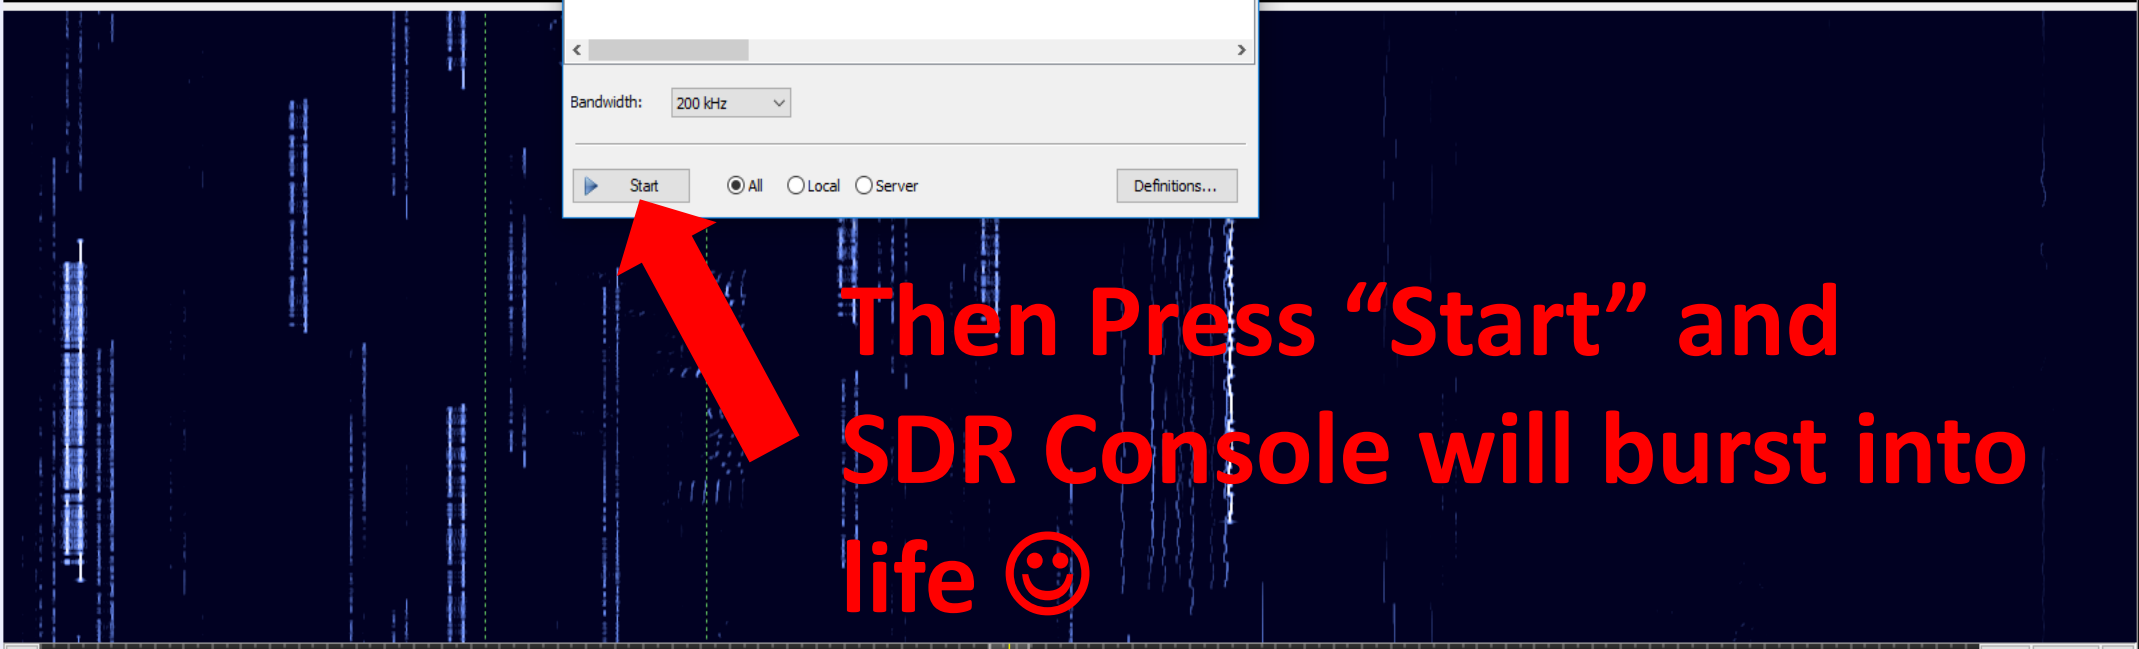 Bandwidth: 200 kHz
Start All Local Server Definitions...
Then Press “Start” and
SDR Console will burst into
life